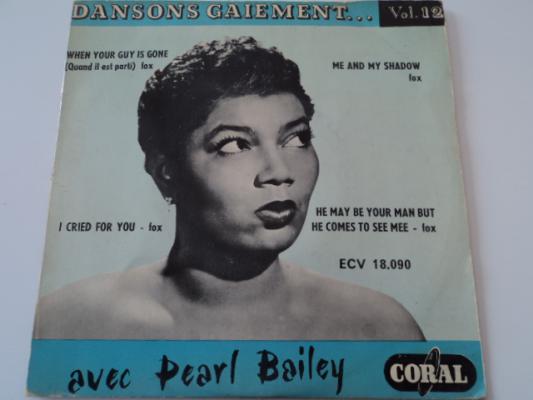 DANSONS GAIEMENT... Vol. 12
WHEN YOUR GUY IS GONE
(Quand il est parti) fox
ME AND MY SHADOW
fox
I CRIED FOR YOU - fox
HE MAY BE YOUR MAN BUT
HE COMES TO SEE MEE - fox
ECV 18.090
avec Pearl Bailey
CORAL